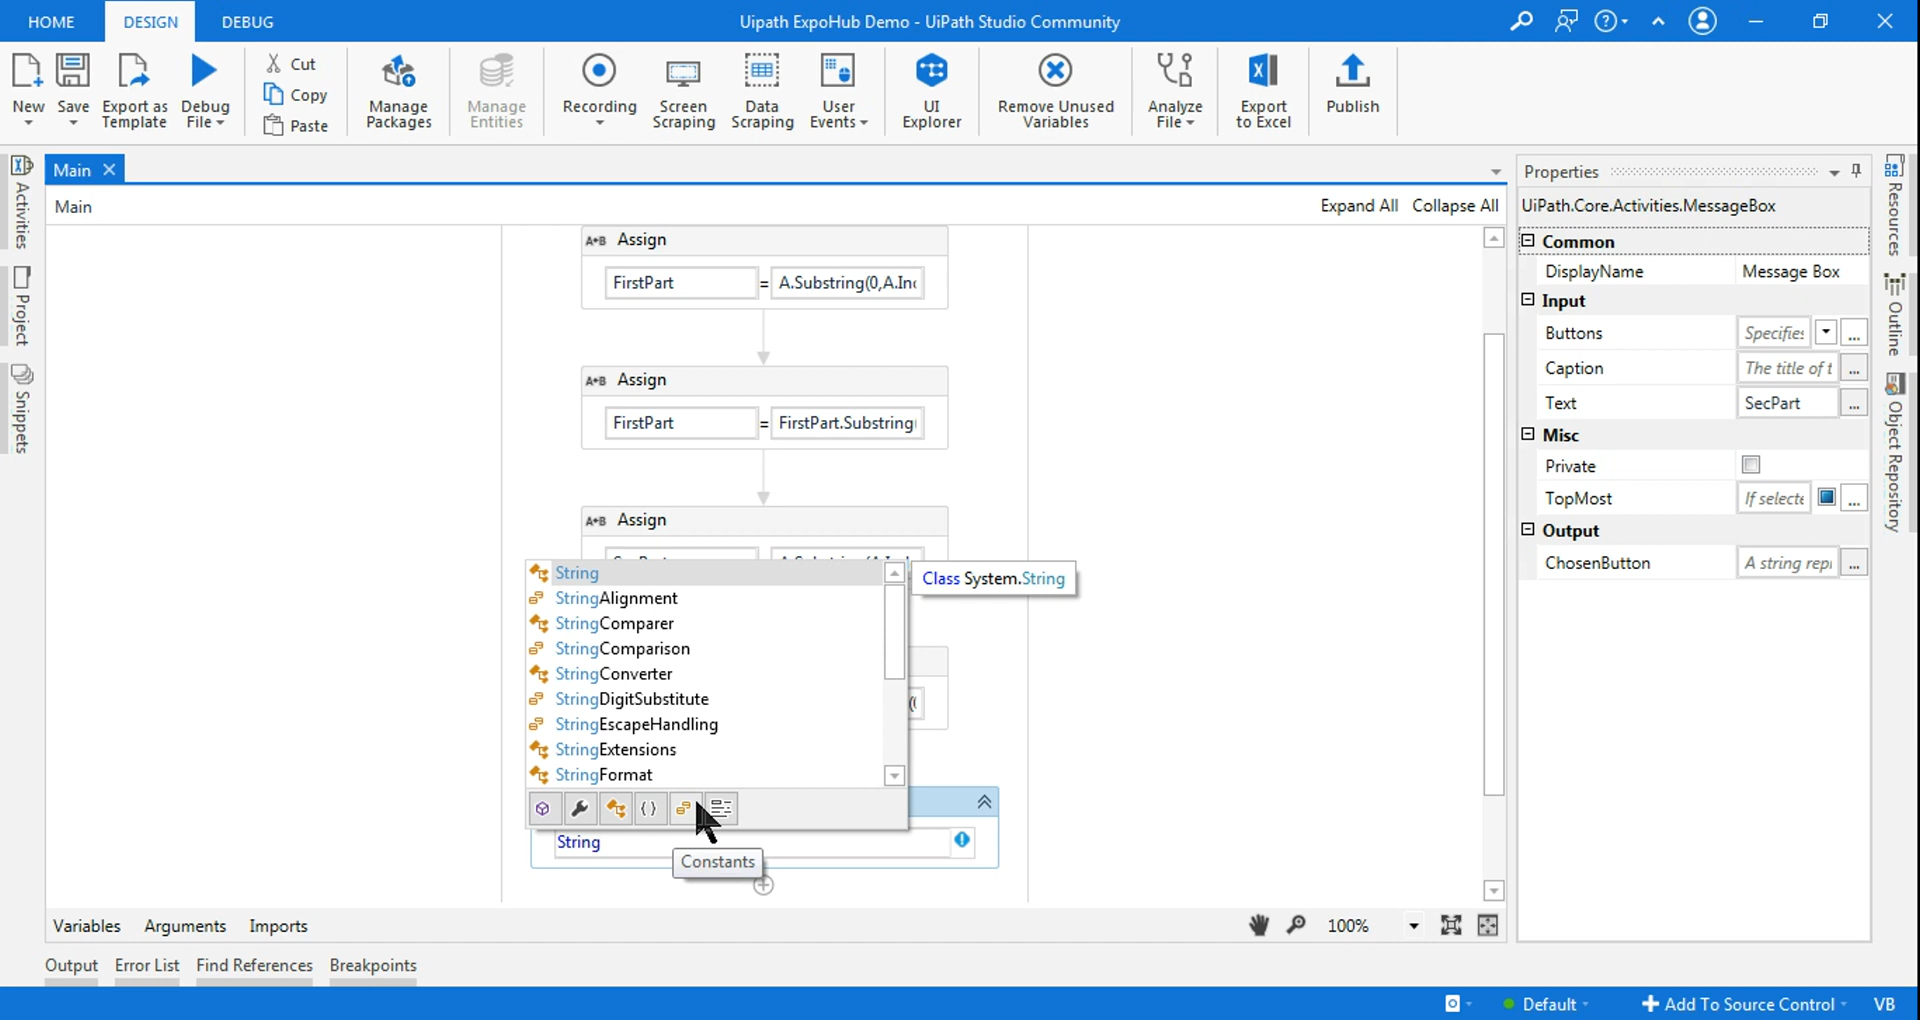 HOME DESIGN DEBUG
Uipath ExpoHub Demo - UiPath Studio Community
New
Save
Export as
Template
Debug
File
Cut
Copy
Paste
Manage
Packages
Manage
Entities
Recording
Screen
Scraping
Data
Scraping
User
Events
UI
Explorer
Remove Unused
Variables
Analyze
File
Export
to Excel
Publish
Activities
Project
Snippets
Main
Main
Expand All Collapse All
A+B Assign
FirstPart = A.Substring(0,A.In
A+B Assign
FirstPart = FirstPart.Substring(
A+B Assign
String
StringAlignment
StringComparer
StringComparison
StringConverter
StringDigitSubstitute
StringEscapeHandling
StringExtensions
StringFormat
Class System.String
String
Constants
Properties
UiPath.Core.Activities.MessageBox
Common
DisplayName Message Box
Input
Buttons Specifies ...
Caption The title of t ...
Text SecPart ...
Misc
Private
TopMost If selecte ...
Output
ChosenButton A string repr ...
Resources
Outline
Object Repository
Variables Arguments Imports
100%
Output Error List Find References Breakpoints
Default
Add To Source Control
VB